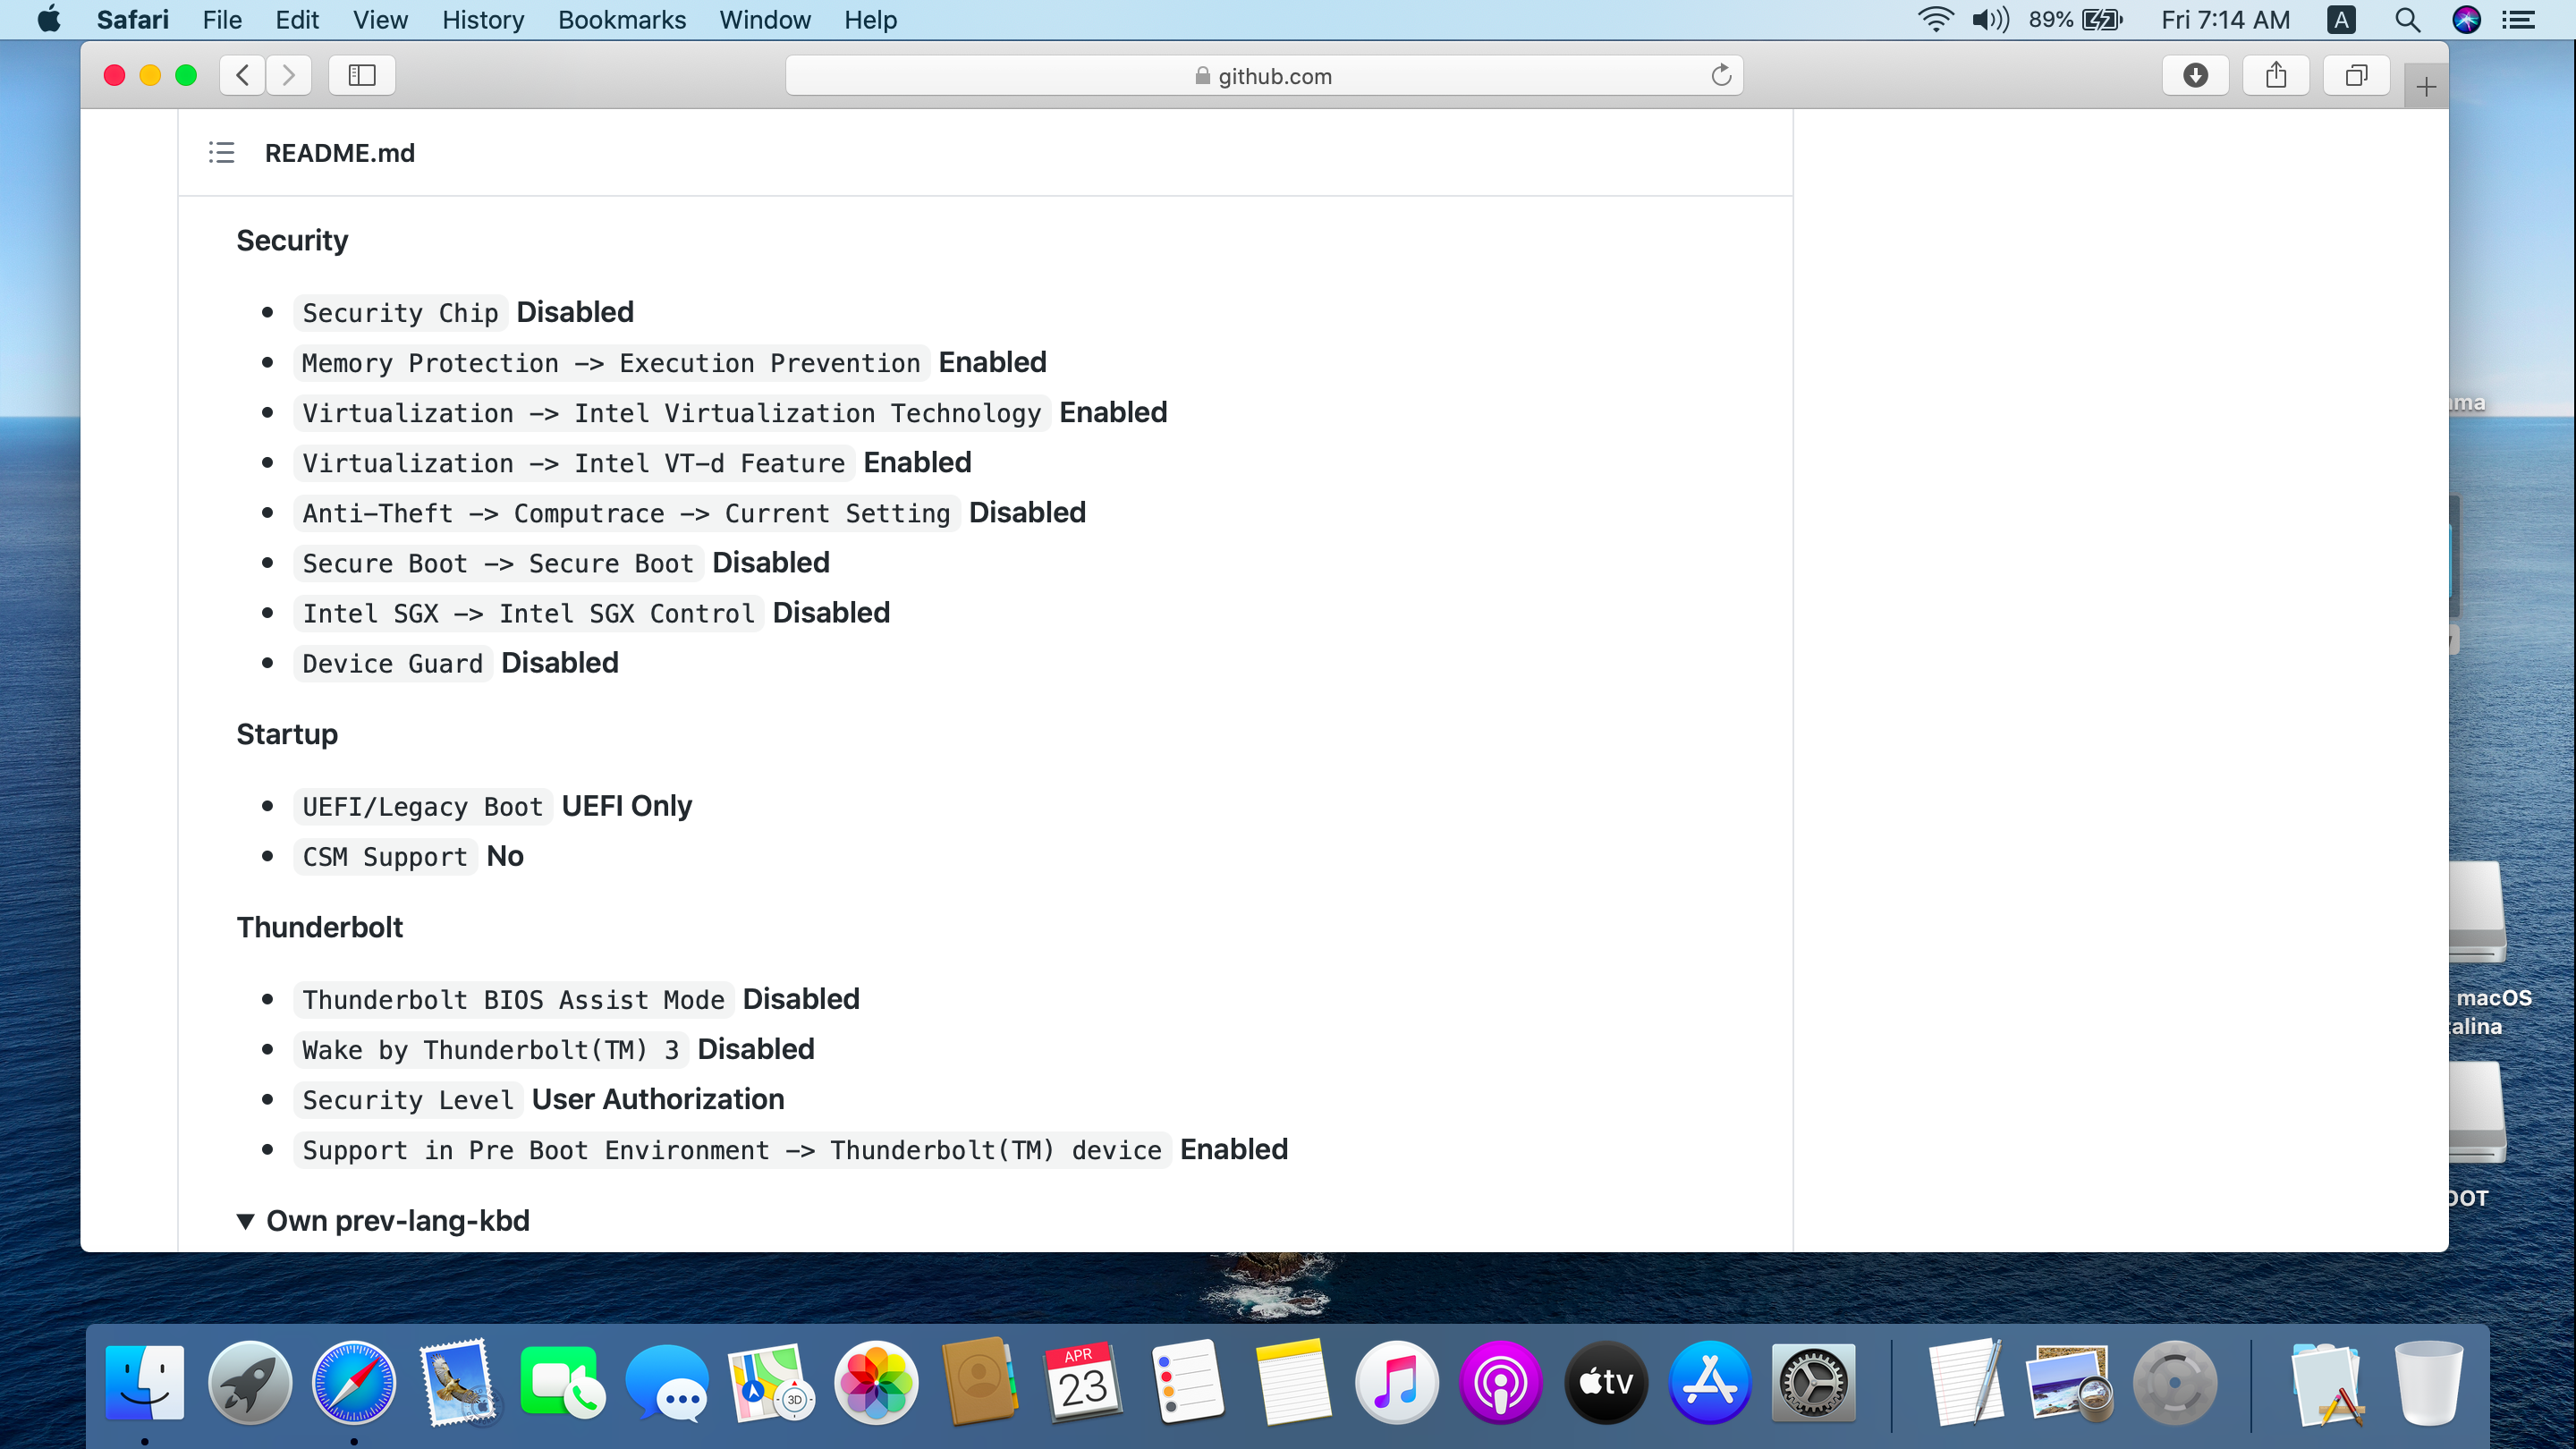 Safari File Edit View History Bookmarks Window Help 89% Fri 7:14 AM A
github.com
README.md
Security
Security Chip Disabled
Memory Protection -> Execution Prevention Enabled
Virtualization -> Intel Virtualization Technology Enabled
Virtualization -> Intel VT-d Feature Enabled
Anti-Theft -> Computrace -> Current Setting Disabled
Secure Boot -> Secure Boot Disabled
Intel SGX -> Intel SGX Control Disabled
Device Guard Disabled
Startup
UEFI/Legacy Boot UEFI Only
CSM Support No
Thunderbolt
Thunderbolt BIOS Assist Mode Disabled
Wake by Thunderbolt(TM) 3 Disabled
Security Level User Authorization
Support in Pre Boot Environment -> Thunderbolt(TM) device Enabled
Own prev-lang-kbd
macOS
APR
23
3D
tv